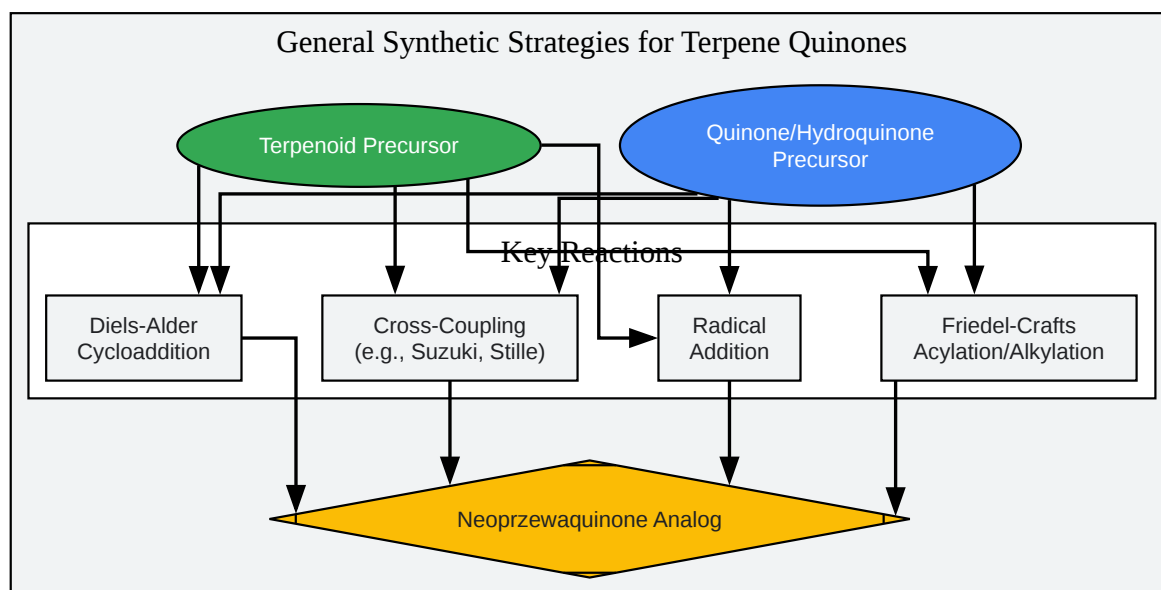 General Synthetic Strategies for Terpene Quinones
Terpenoid Precursor
Quinone/Hydroquinone
Precursor
Key Reactions
Diels-Alder
Cycloaddition
Cross-Coupling
(e.g., Suzuki, Stille)
Radical
Addition
Friedel-Crafts
Acylation/Alkylation
Neoprzewaquinone Analog